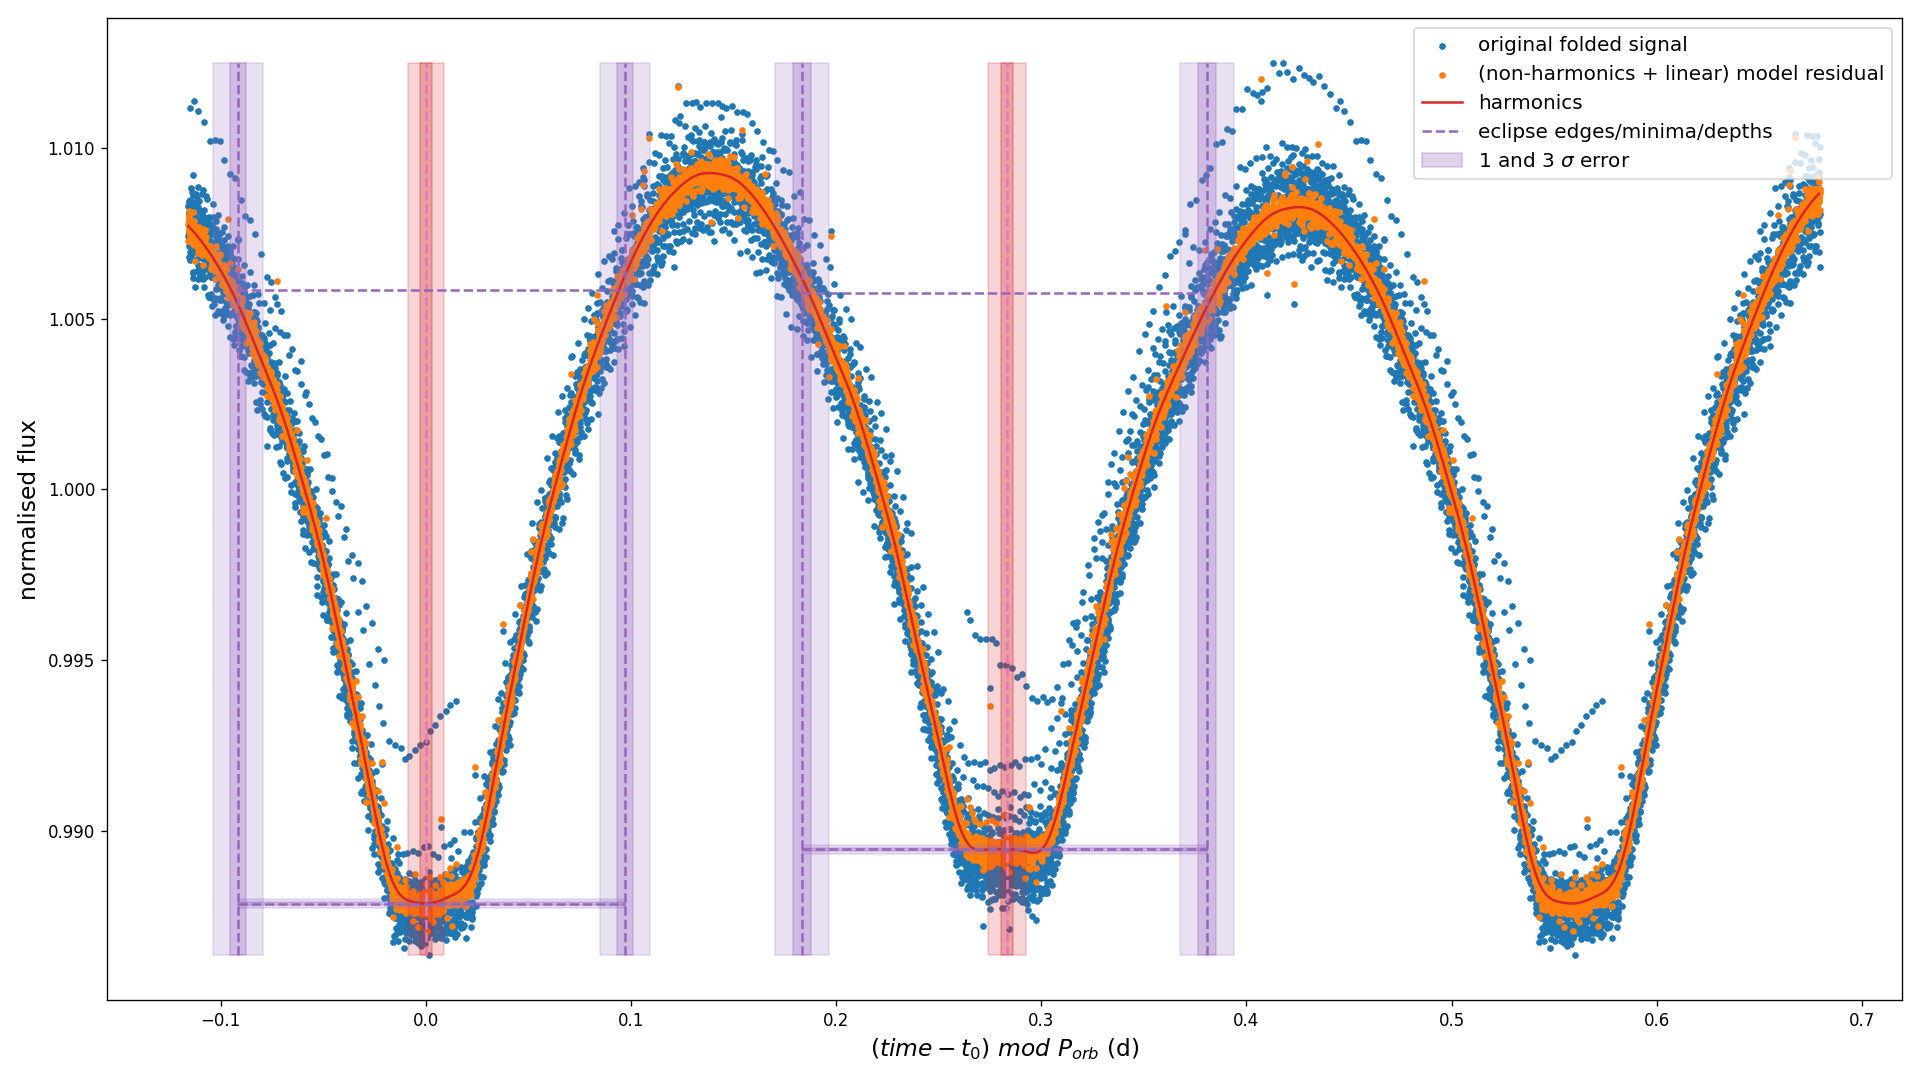 original folded signal
(non-harmonics + linear) model residual
harmonics
eclipse edges/minima/depths
1 and 3 σ error
normalised flux
1.010
1.005
1.000
0.995
0.990
−0.1
0.0
0.1
0.2
0.3
0.4
0.5
0.6
0.7
(time − t₀) mod P_orb (d)